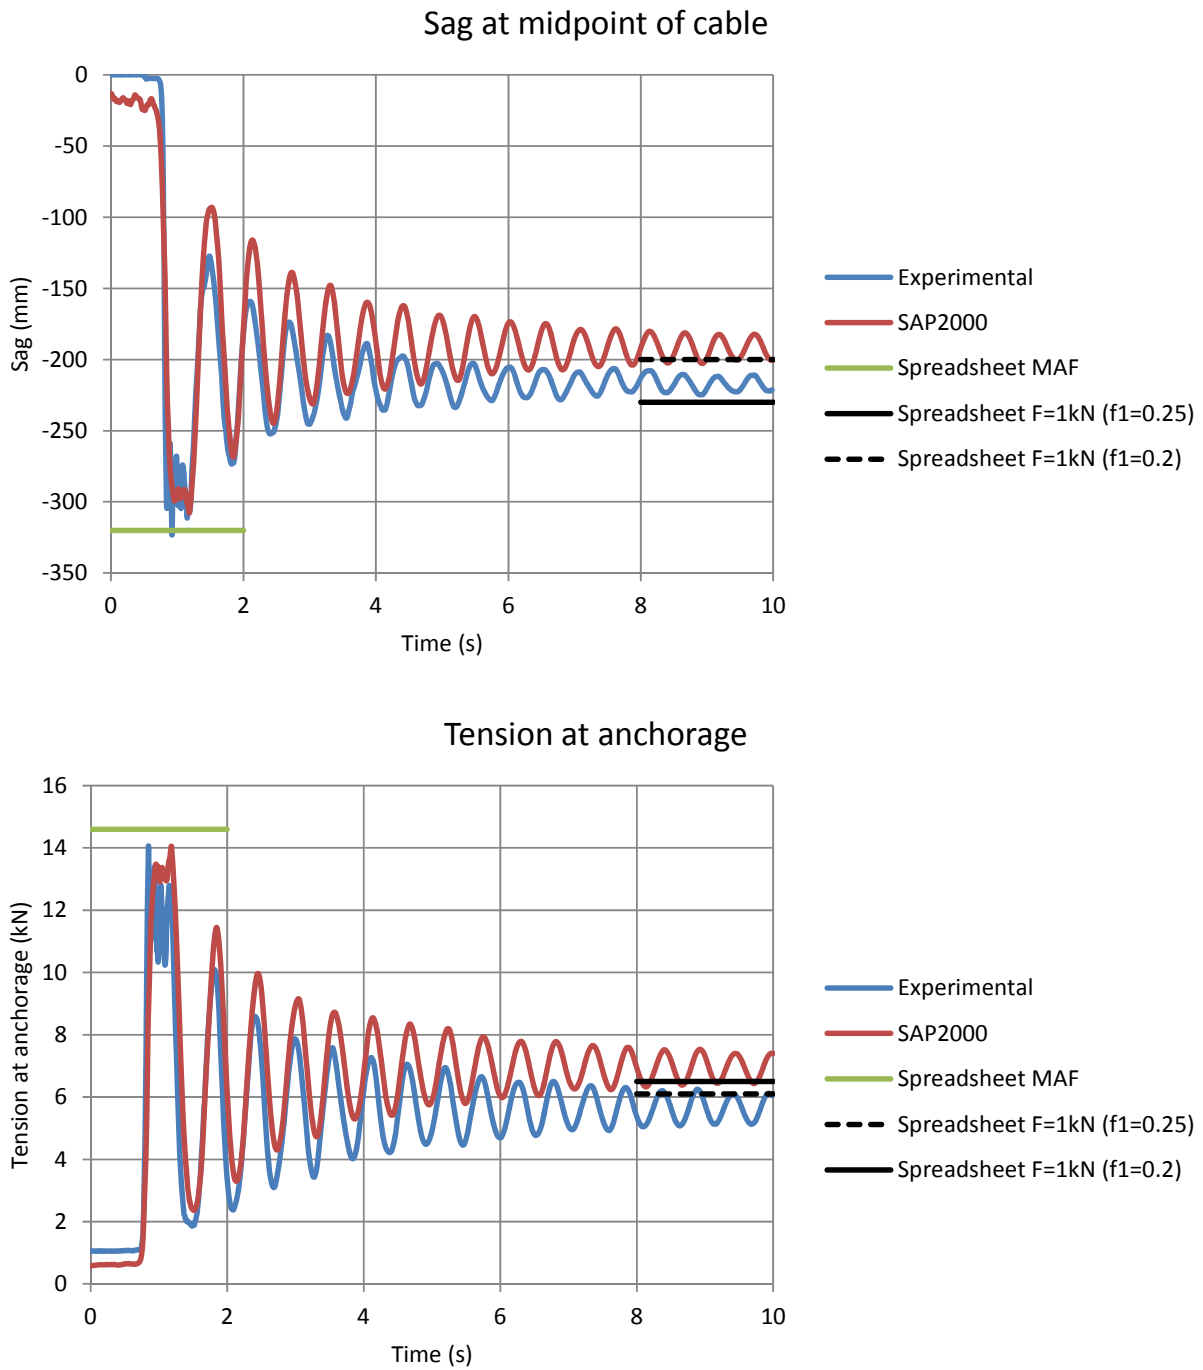 Sag at midpoint of cable
0
-50
-100
-150
-200
-250
-300
-350
Sag (mm)
0 2 4 6 8 10
Time (s)
Experimental
SAP2000
Spreadsheet MAF
Spreadsheet F=1kN (f1=0.25)
Spreadsheet F=1kN (f1=0.2)
Tension at anchorage
16
14
12
10
8
6
4
2
0
Tension at anchorage (kN)
0 2 4 6 8 10
Time (s)
Experimental
SAP2000
Spreadsheet MAF
Spreadsheet F=1kN (f1=0.25)
Spreadsheet F=1kN (f1=0.2)